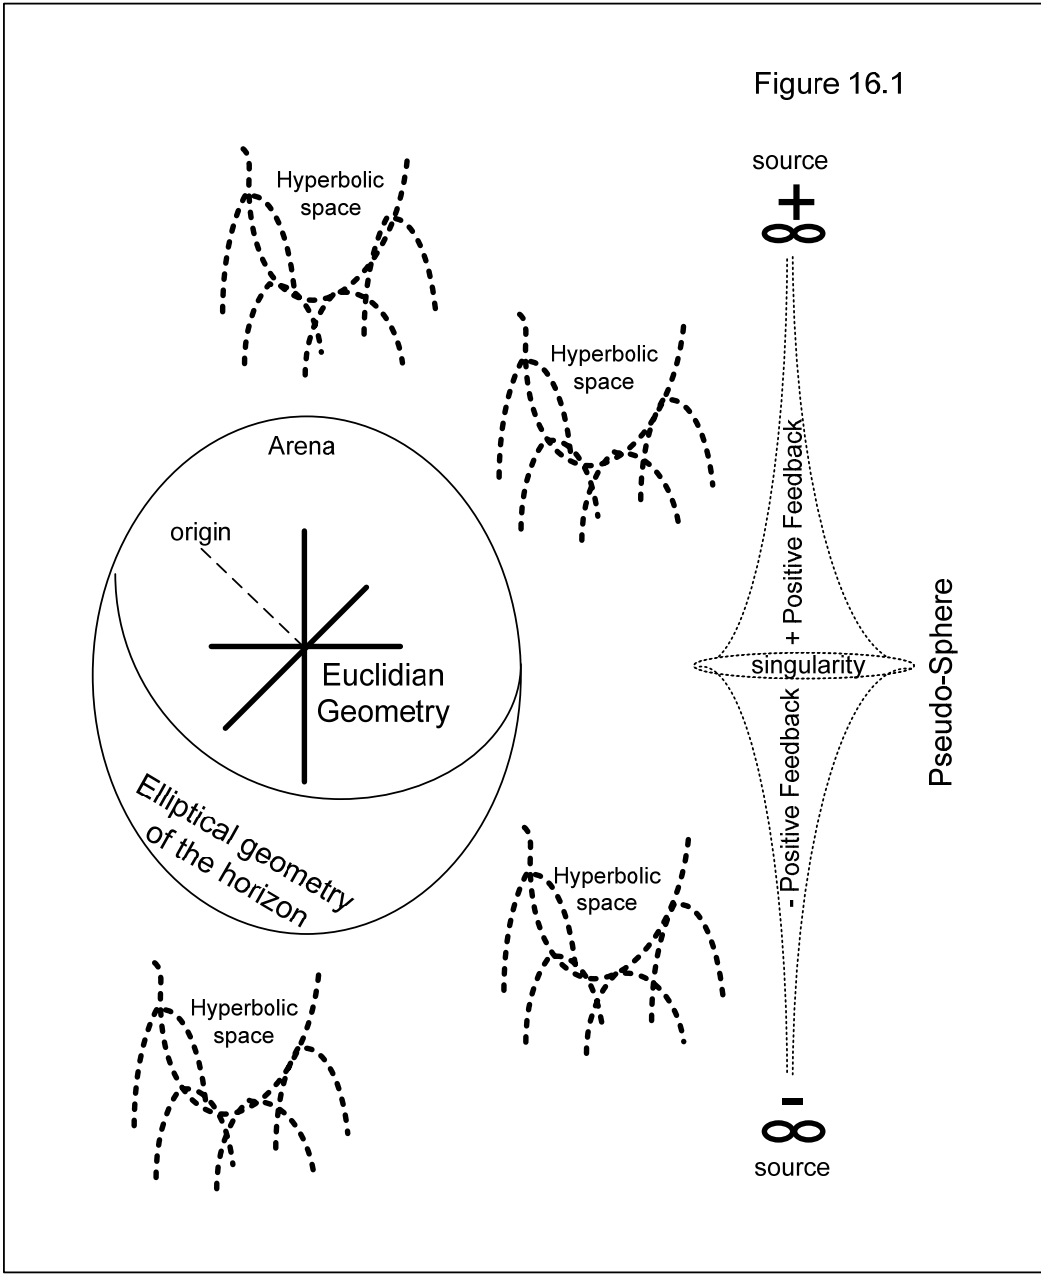 Figure 16.1
source
+
∞
Hyperbolic
space
Hyperbolic
space
Arena
origin
Euclidian
Geometry
Elliptical geometry
of the horizon
+ Positive Feedback
singularity
- Positive Feedback
Pseudo-Sphere
Hyperbolic
space
Hyperbolic
space
-
∞
source